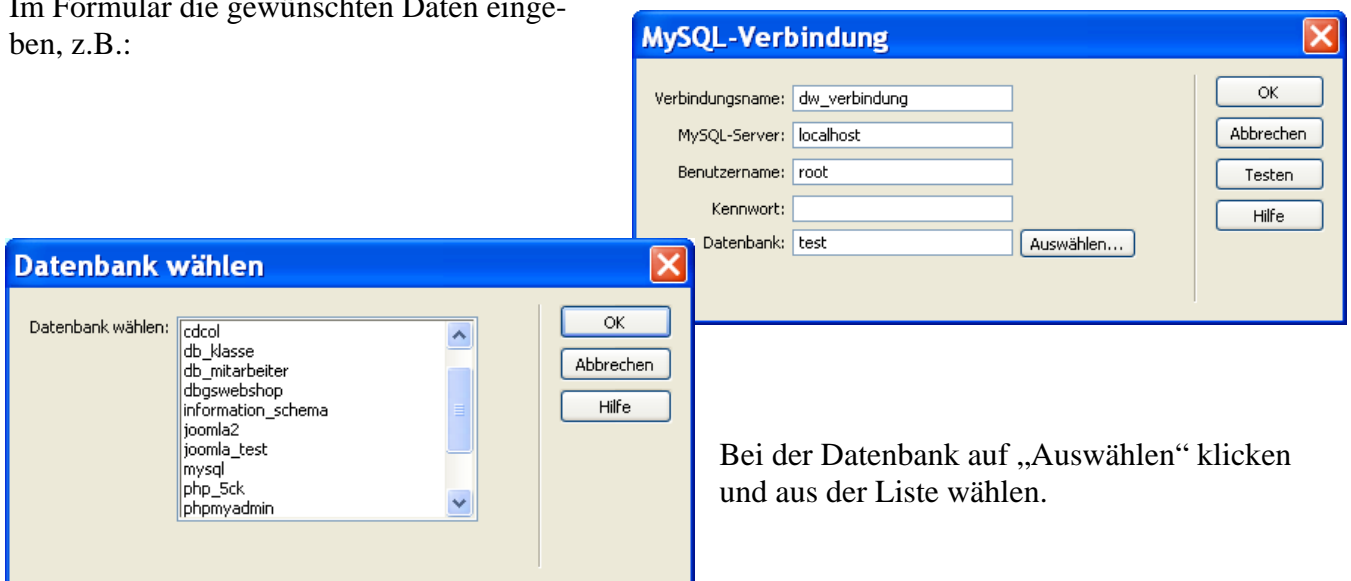 Im Formular die gewünschten Daten einge-
ben, z.B.:
MySQL-Verbindung
Verbindungsname: dw_verbindung
OK
MySQL-Server: localhost
Abbrechen
Benutzername: root
Testen
Kennwort:
Hilfe
Datenbank: test
Auswählen...
Datenbank wählen
Datenbank wählen:
cdcol
db_klasse
db_mitarbeiter
dbgswebshop
information_schema
joomla2
joomla_test
mysql
php_5ck
phpmyadmin
OK
Abbrechen
Hilfe
Bei der Datenbank auf „Auswählen“ klicken
und aus der Liste wählen.